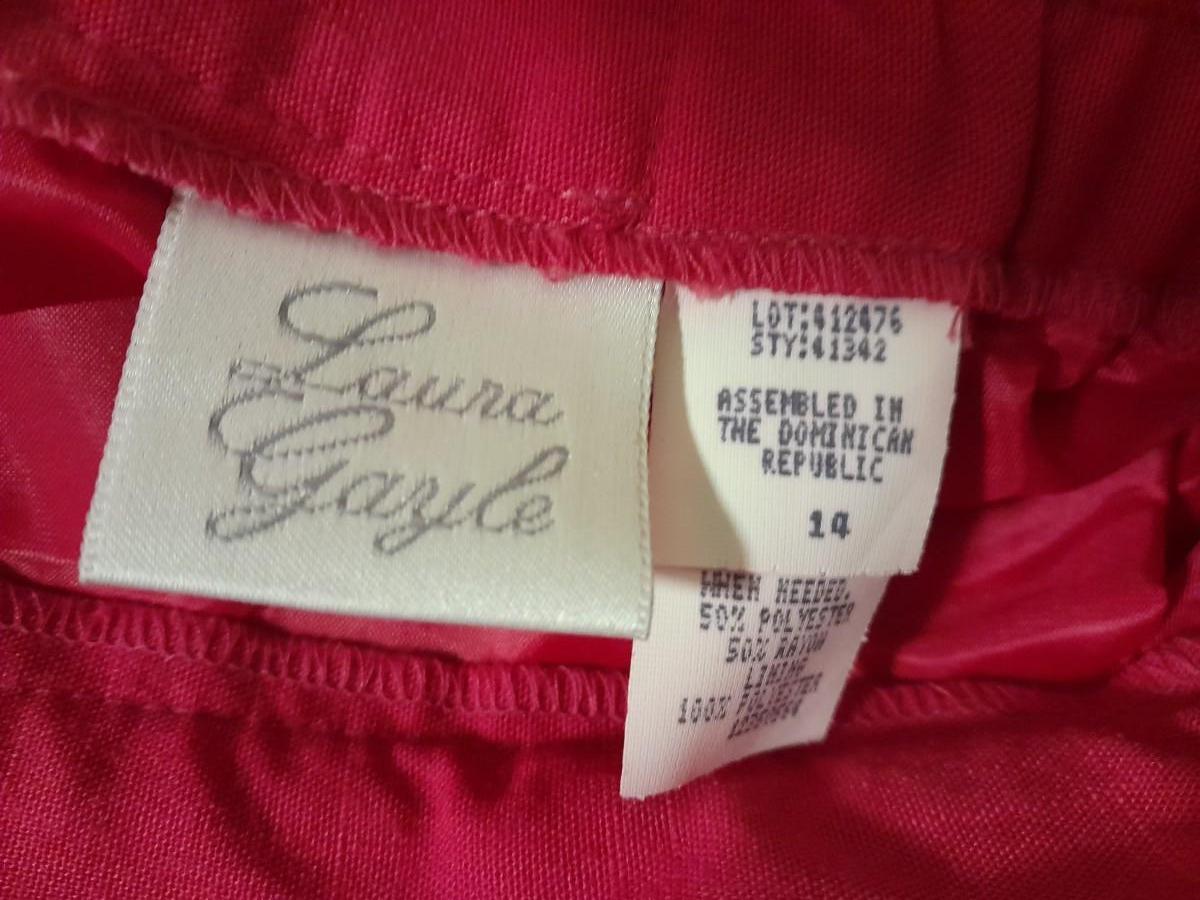 Laura
Gayle
LOT:412476
STY:41342
ASSEMBLED IN
THE DOMINICAN
REPUBLIC
14
WHEN NEEDED.
50% POLYESTER
50% RAYON
LINING
100% POLYESTER